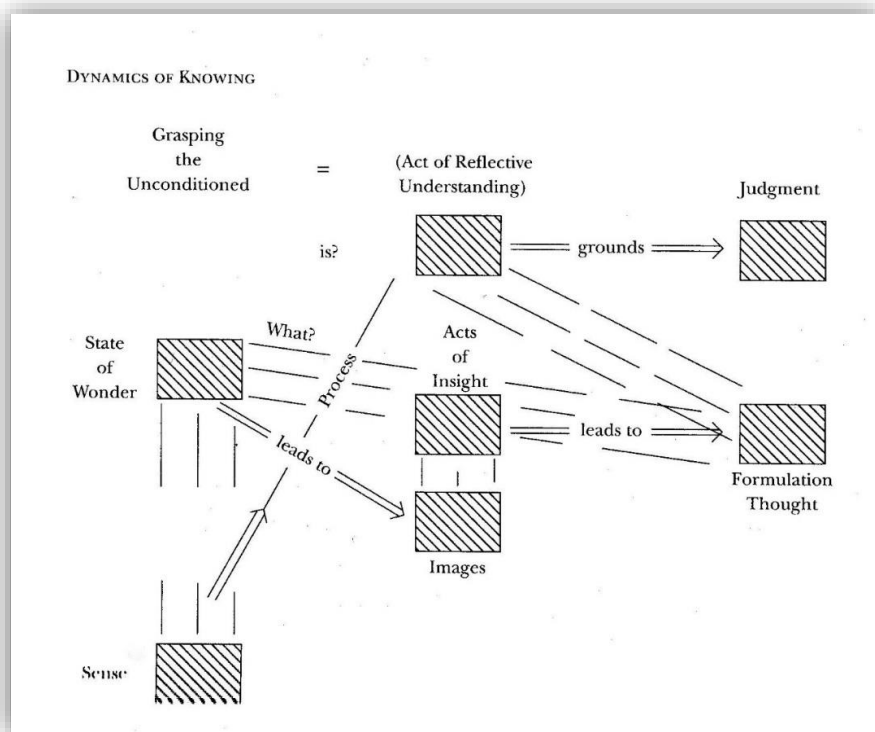 DYNAMICS OF KNOWING
Grasping
the
Unconditioned
=
(Act of Reflective
Understanding)
Judgment
is?
grounds
State
of
Wonder
What?
Process
Acts
of
Insight
leads to
leads to
Formulation
Thought
Images
Sense